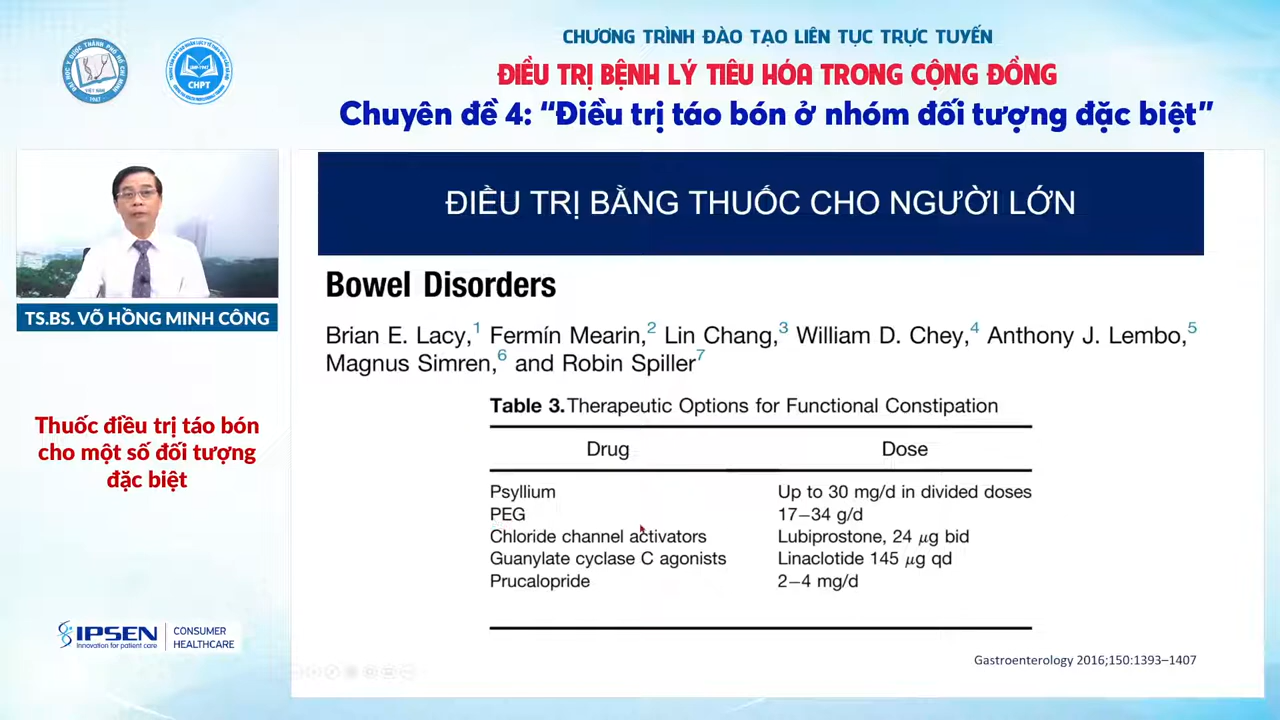 CHƯƠNG TRÌNH ĐÀO TẠO LIÊN TỤC TRỰC TUYẾN
ĐIỀU TRỊ BỆNH LÝ TIÊU HÓA TRONG CỘNG ĐỒNG
Chuyên đề 4: “Điều trị táo bón ở nhóm đối tượng đặc biệt”
CHPT
TS.BS. VÕ HỒNG MINH CÔNG
Thuốc điều trị táo bón
cho một số đối tượng
đặc biệt
IPSEN
Innovation for patient care
CONSUMER
HEALTHCARE
ĐIỀU TRỊ BẰNG THUỐC CHO NGƯỜI LỚN
Bowel Disorders
Brian E. Lacy,1 Fermín Mearin,2 Lin Chang,3 William D. Chey,4 Anthony J. Lembo,5
Magnus Simren,6 and Robin Spiller7
Table 3. Therapeutic Options for Functional Constipation
Drug Dose
Psyllium Up to 30 mg/d in divided doses
PEG 17–34 g/d
Chloride channel activators Lubiprostone, 24 μg bid
Guanylate cyclase C agonists Linaclotide 145 μg qd
Prucalopride 2–4 mg/d
Gastroenterology 2016;150:1393–1407